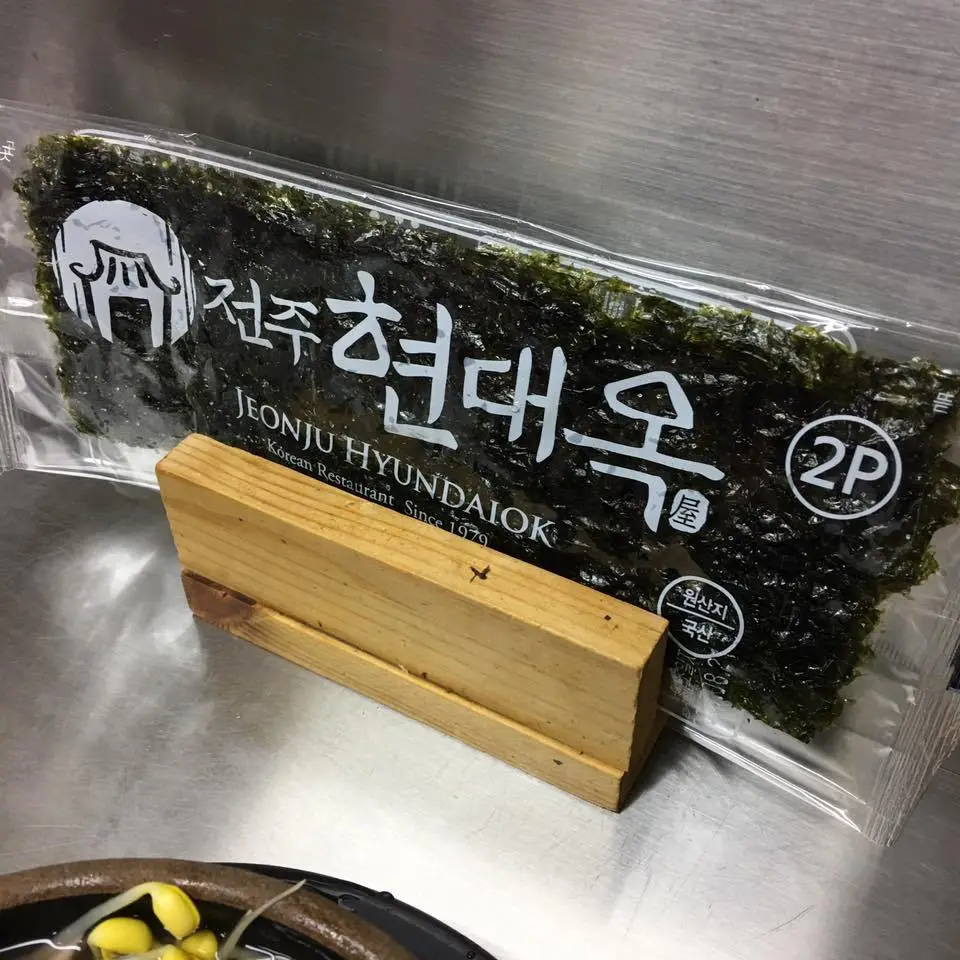 전주 현대옥
屋
JEONJU HYUNDAIOK
Korean Restaurant Since 1979
2P
원산지
국산